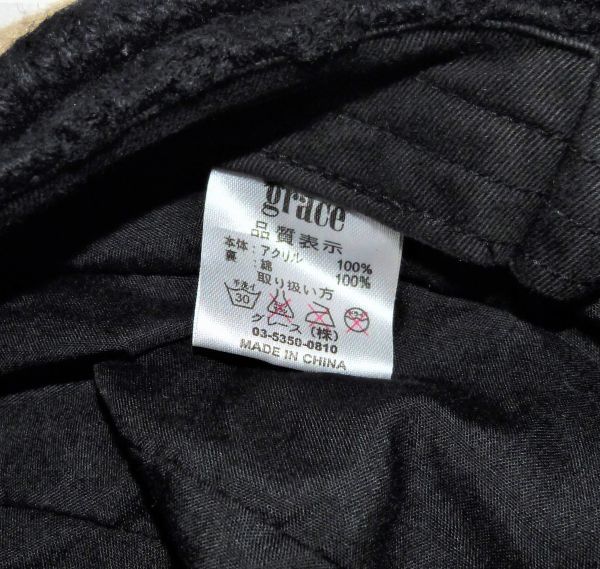 grace
品質表示
本体：アクリル 100%
裏：綿 100%
取り扱い方
手洗イ
30
グレース（株）
03-5350-0810
MADE IN CHINA